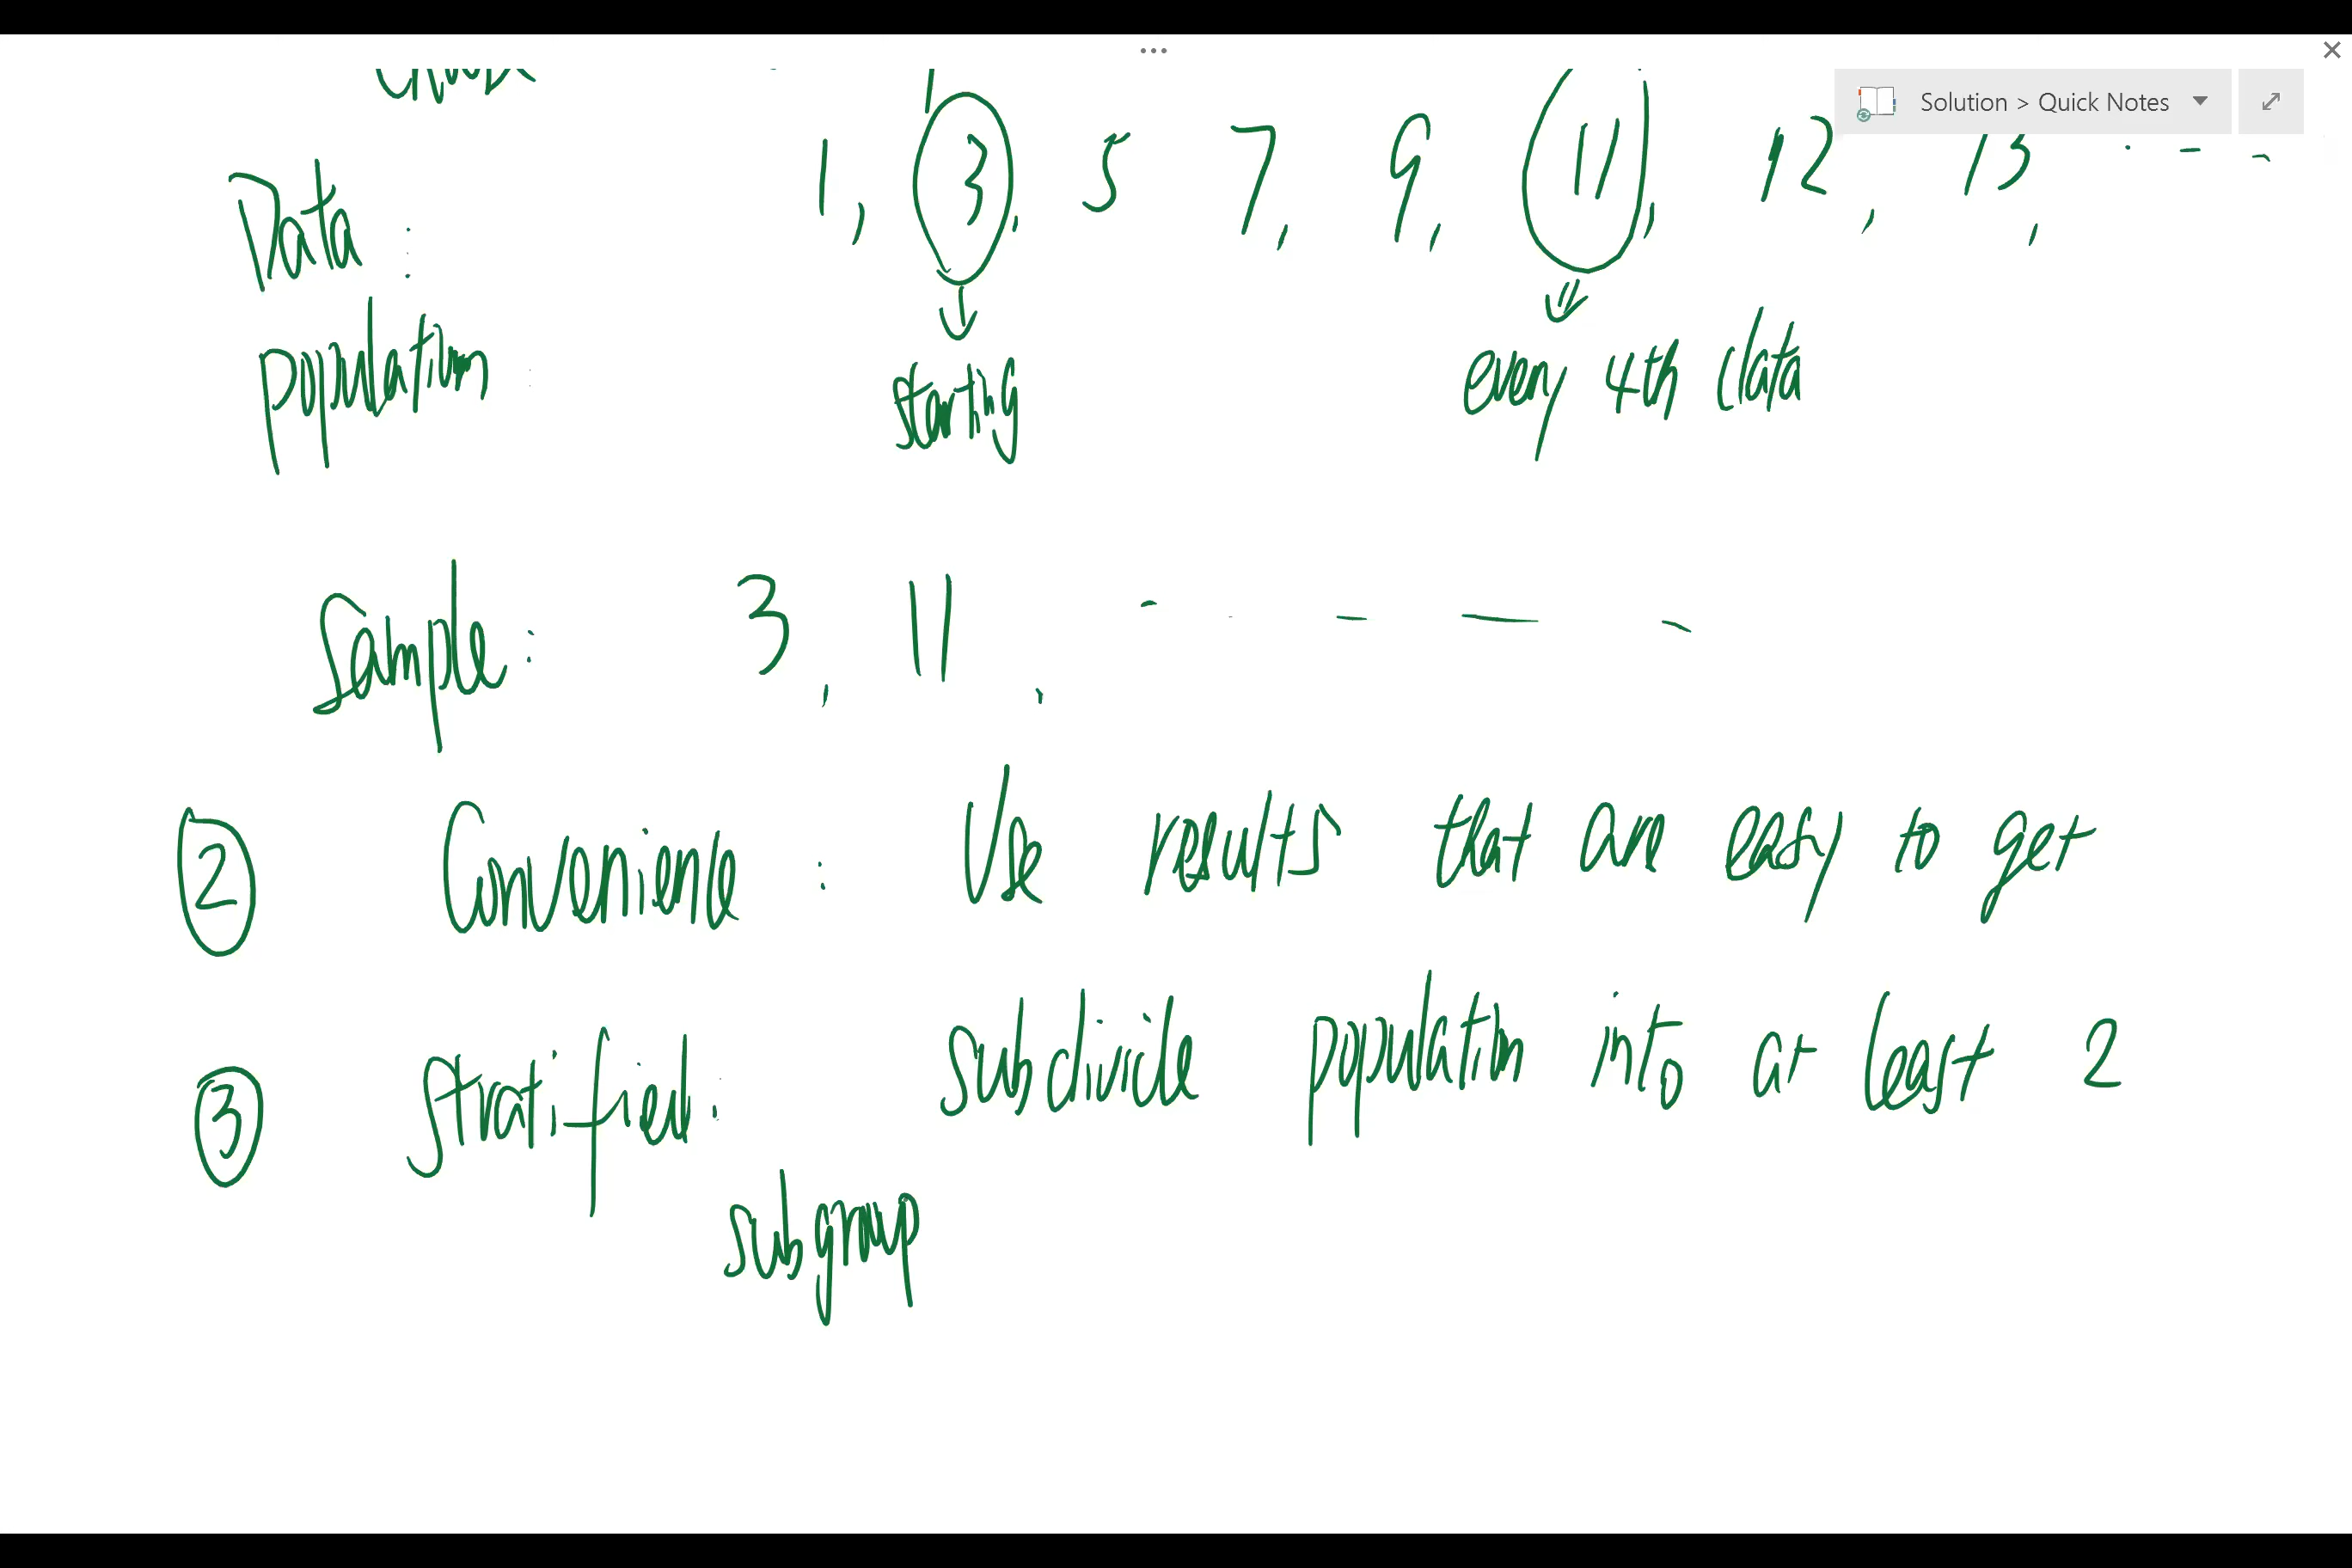 Solution > Quick Notes
Data : 1, 3, 5 7, 9, 11, 12, 13, . - -
population starting every 4th data
Sample: 3, 11,
2 Convenience : Use results that are easy to get
3 Stratified: subdivide population into at least 2
subgroup